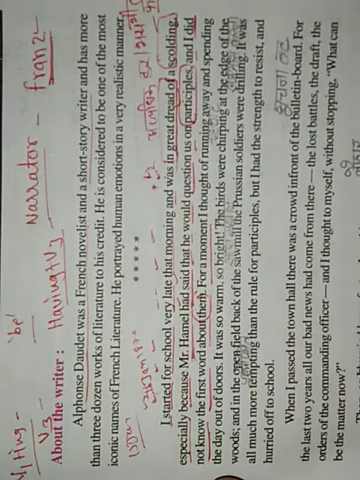 V1+ing -
V3 -
'be'
Having+V3
Narrator - franz -
About the writer :
Alphonse Daudet was a French novelist and a short-story writer and has more
than three dozen works of literature to his credit. He is considered to be one of the most
iconic names of French Literature. He portrayed human emotions in a very realistic manner.
*****
I started for school very late that morning and was in great dread of a scolding,
especially because Mr. Hamel had said that he would question us on participles, and I did
not know the first word about them. For a moment I thought of running away and spending
the day out of doors. It was so warm, so bright! The birds were chirping at the edge of the
woods; and in the open field back of the sawmill the Prussian soldiers were drilling. It was
all much more tempting than the rule for participles, but I had the strength to resist, and
hurried off to school.
When I passed the town hall there was a crowd infront of the bulletin-board. For
the last two years all our bad news had come from there — the lost battles, the draft, the
orders of the commanding officer — and I thought to myself, without stopping, "What can
be the matter now?"